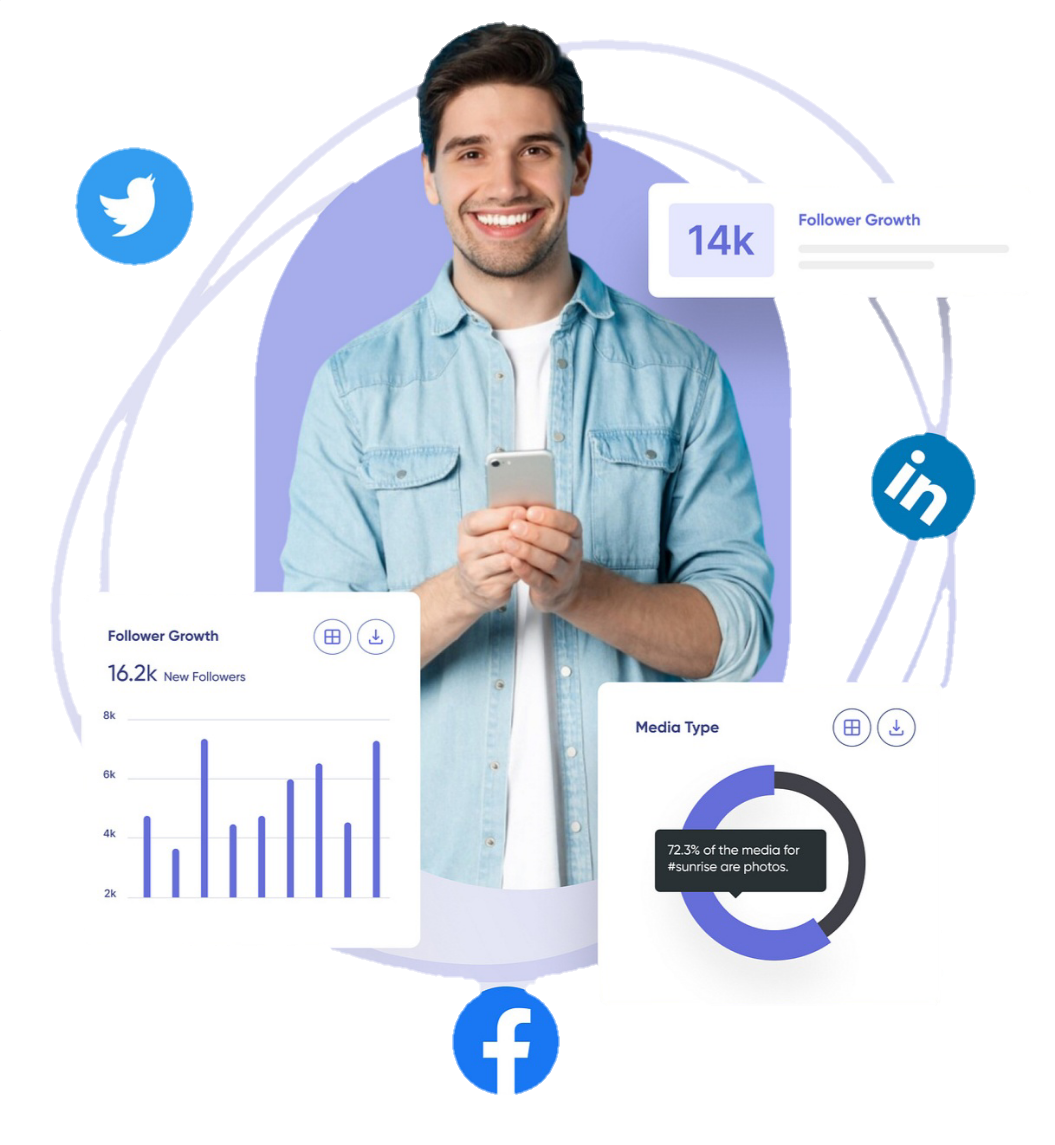 14k
Follower Growth
in
Follower Growth
16.2k New Followers
8k
6k
4k
2k
Media Type
72.3% of the media for
#sunrise are photos.
f